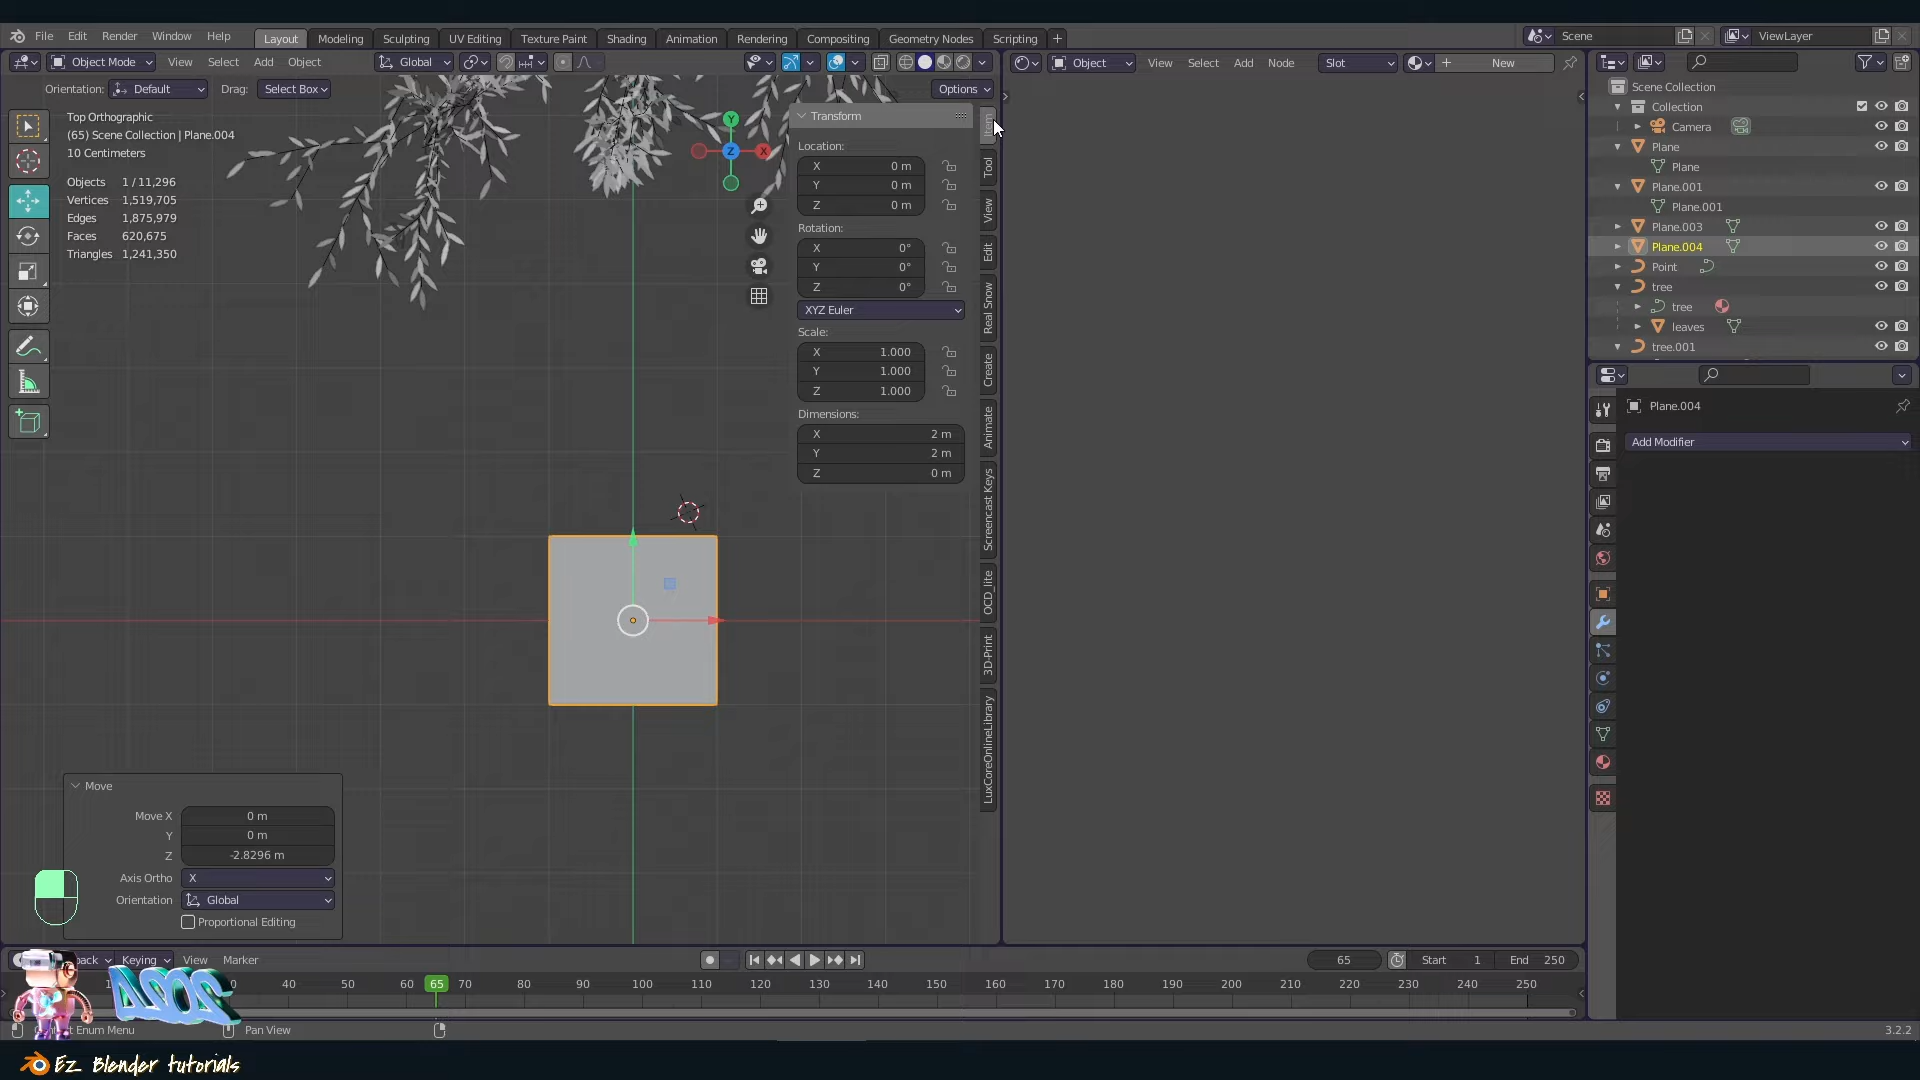 File Edit Render Window Help Layout Modeling Sculpting UV Editing Texture Paint Shading Animation Rendering Compositing Geometry Nodes Scripting + Scene ViewLayer
Object Mode View Select Add Object Global Object View Select Add Node Slot New
Orientation: Default Drag: Select Box Options
Top Orthographic
(65) Scene Collection | Plane.004
10 Centimeters
Objects 1 / 11,296
Vertices 1,519,705
Edges 1,875,979
Faces 620,675
Triangles 1,241,350
Y
Z
X
Transform
Location:
X 0 m
Y 0 m
Z 0 m
Rotation:
X 0°
Y 0°
Z 0°
XYZ Euler
Scale:
X 1.000
Y 1.000
Z 1.000
Dimensions:
X 2 m
Y 2 m
Z 0 m
Item
Tool
View
Edit
Real Snow
Create
Animate
Screencast Keys
OCD_lite
3D-Print
LuxCoreOnlineLibrary
Scene Collection
Collection
Camera
Plane
Plane
Plane.001
Plane.001
Plane.003
Plane.004
Point
tree
tree
leaves
tree.001
Plane.004
Add Modifier
Move
Move X 0 m
Y 0 m
Z -2.8296 m
Axis Ortho X
Orientation Global
Proportional Editing
Keying View Marker 65 Start 1 End 250
40 50 60 65 70 80 90 100 110 120 130 140 150 160 170 180 190 200 210 220 230 240 250
Enum Menu Pan View 3.2.2
Ez Blender tutorials